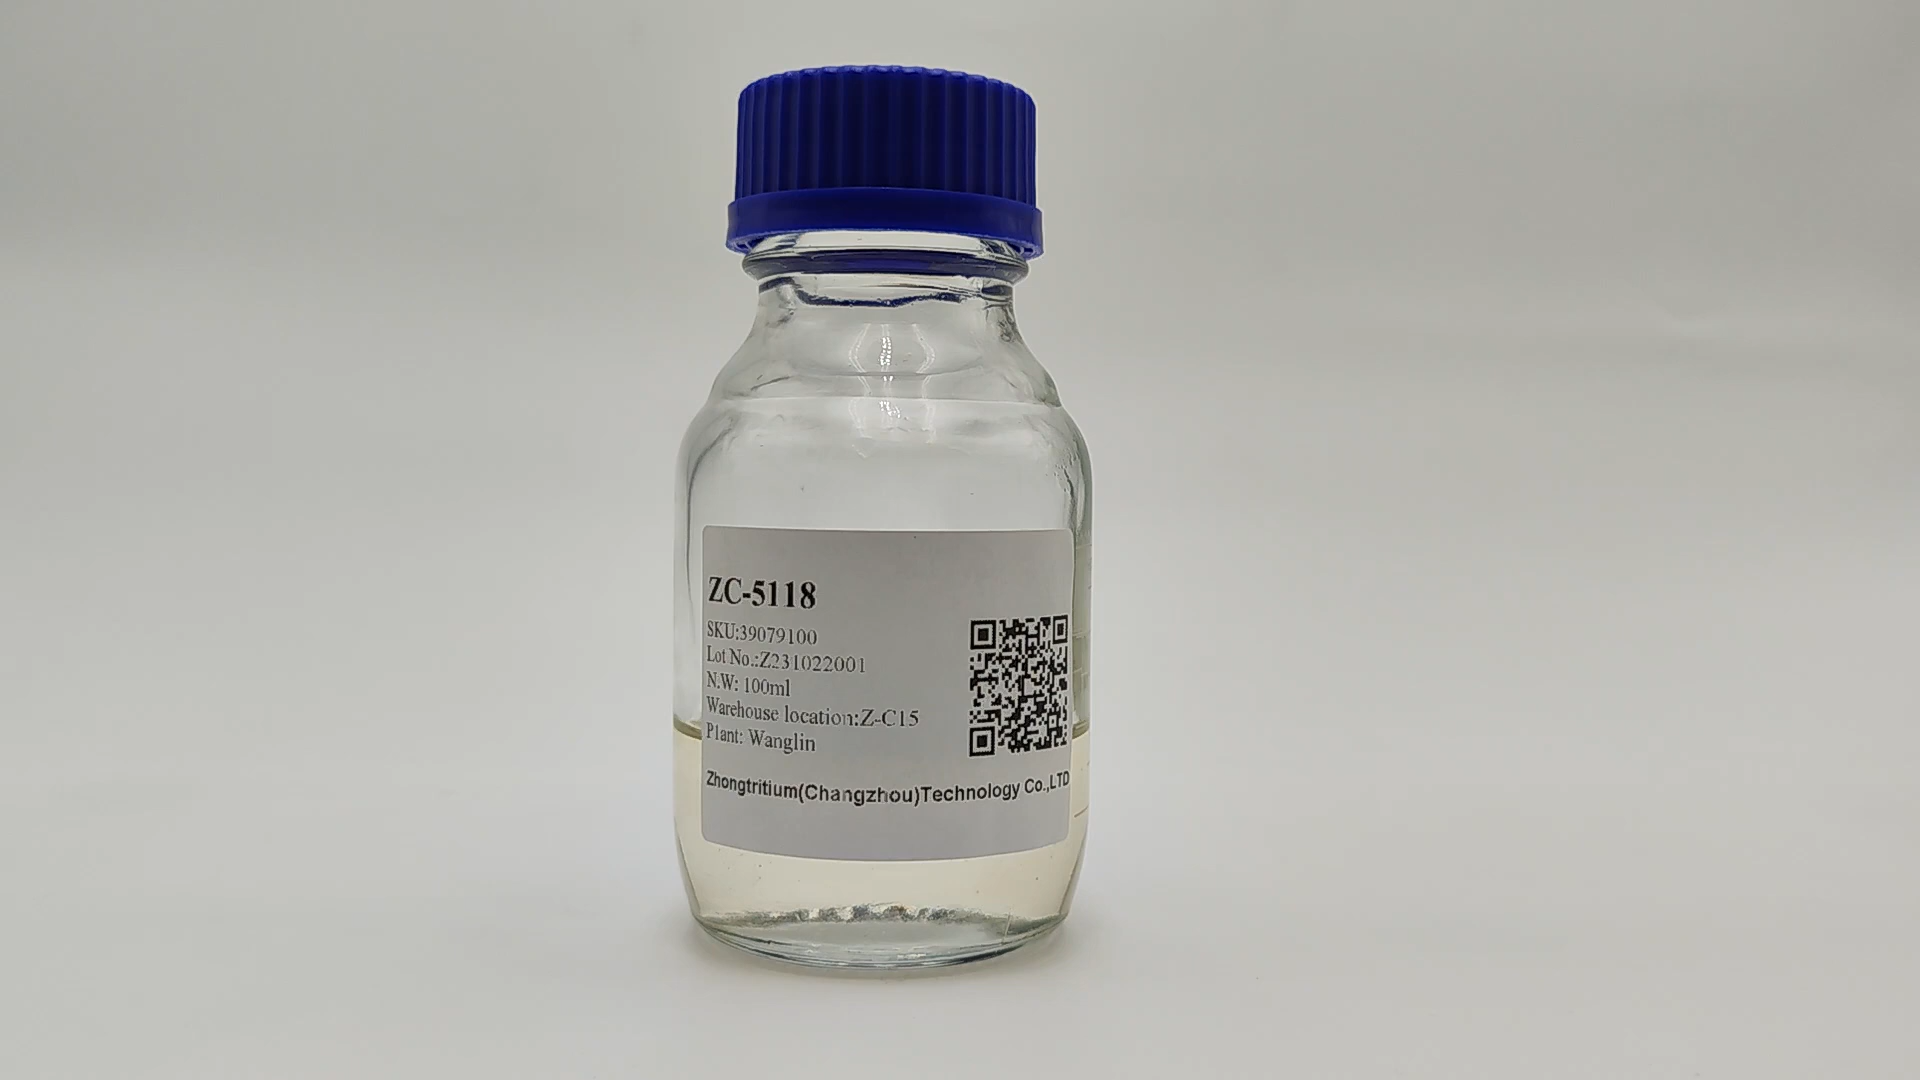 ZC-5118
SKU:39079100
Lot No.:Z231022001
N.W: 100ml
Warehouse location:Z-C15
Plant: Wanglin
Zhongtritium(Changzhou)Technology Co.,LTD